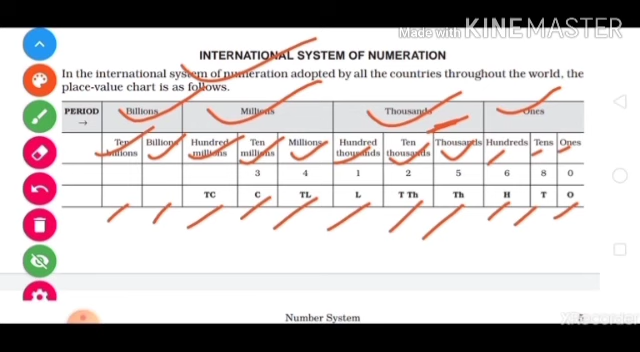 Made with KINEMASTER
INTERNATIONAL SYSTEM OF NUMERATION
In the international system of numeration adopted by all the countries throughout the world, the
place-value chart is as follows.
PERIOD → Billions Millions Thousands Ones
Ten billions Billions Hundred millions Ten millions Millions Hundred thousands Ten thousands Thousands Hundreds Tens Ones
3 4 1 2 5 6 8 0
TC C TL L T Th Th H T O
Number System